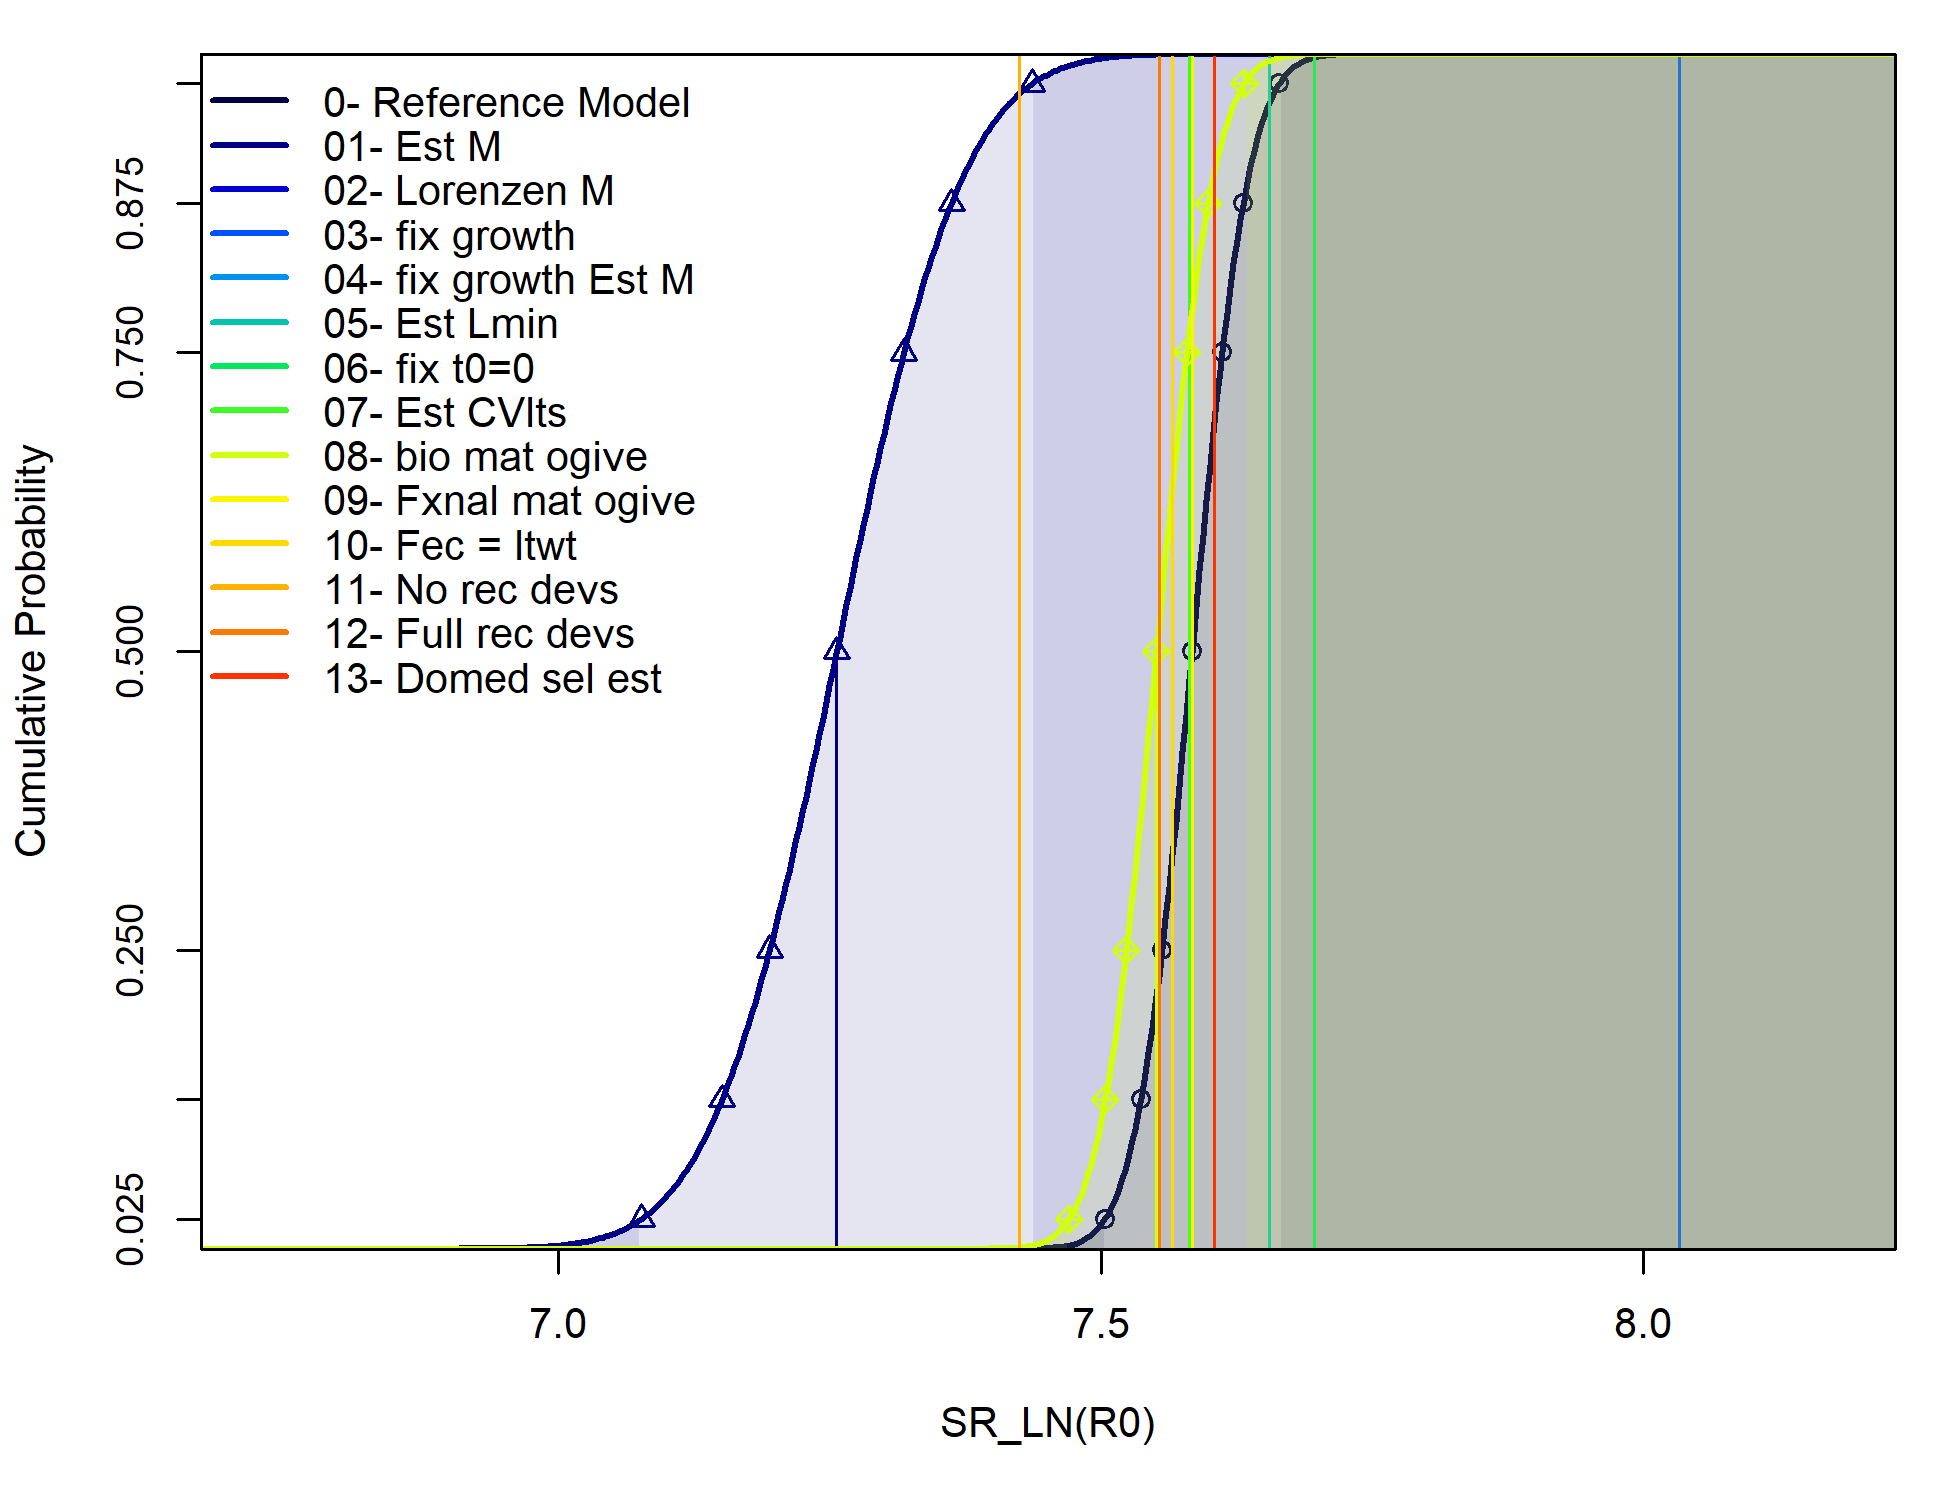 0- Reference Model
01- Est M
02- Lorenzen M
03- fix growth
04- fix growth Est M
05- Est Lmin
06- fix t0=0
07- Est CVlts
08- bio mat ogive
09- Fxnal mat ogive
10- Fec = ltwt
11- No rec devs
12- Full rec devs
13- Domed sel est
Cumulative Probability
0.875
0.750
0.500
0.250
0.025
7.0 7.5 8.0
SR_LN(R0)